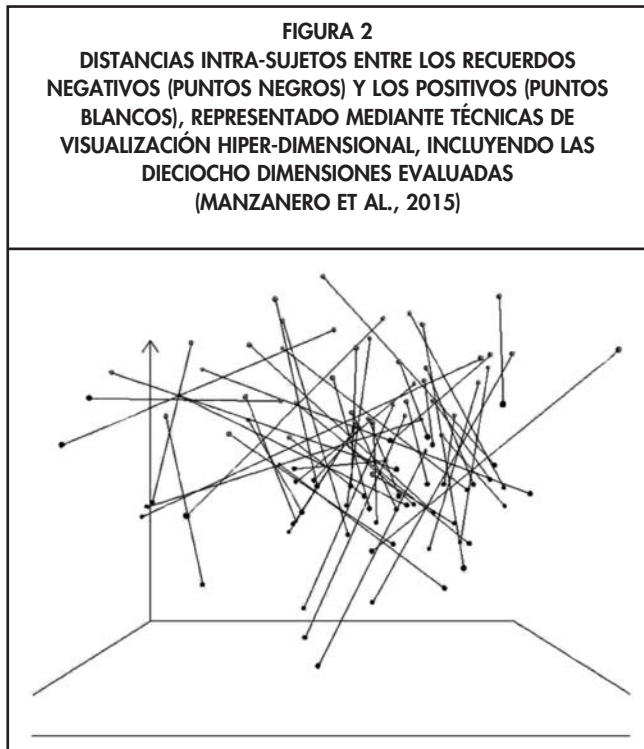 FIGURA 2
DISTANCIAS INTRA-SUJETOS ENTRE LOS RECUERDOS
NEGATIVOS (PUNTOS NEGROS) Y LOS POSITIVOS (PUNTOS
BLANCOS), REPRESENTADO MEDIANTE TÉCNICAS DE
VISUALIZACIÓN HIPER-DIMENSIONAL, INCLUYENDO LAS
DIECIOCHO DIMENSIONES EVALUADAS
(MANZANERO ET AL., 2015)